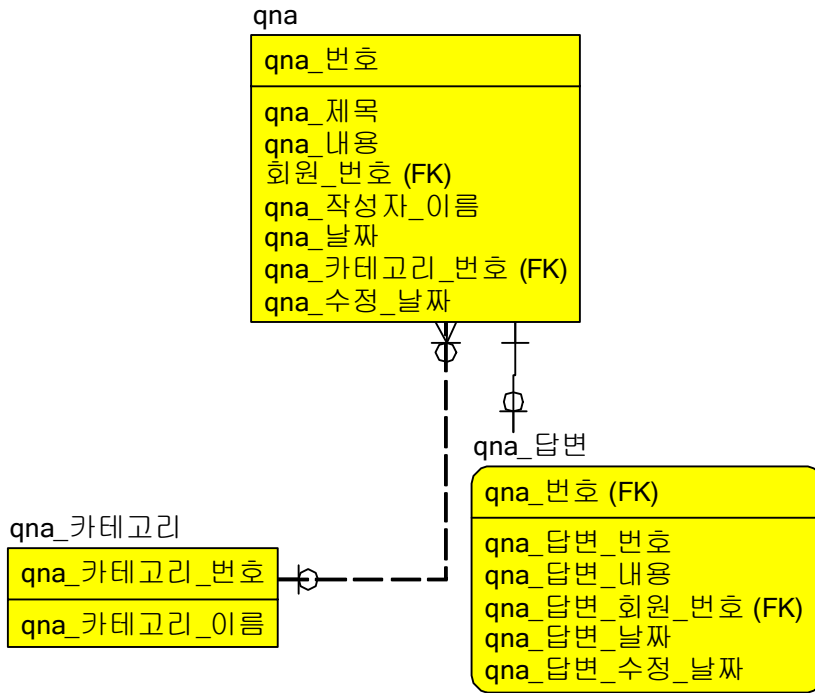 qna
qna_번호
qna_제목
qna_내용
회원_번호 (FK)
qna_작성자_이름
qna_날짜
qna_카테고리_번호 (FK)
qna_수정_날짜
qna_답변
qna_번호 (FK)
qna_답변_번호
qna_답변_내용
qna_답변_회원_번호 (FK)
qna_답변_날짜
qna_답변_수정_날짜
qna_카테고리
qna_카테고리_번호
qna_카테고리_이름